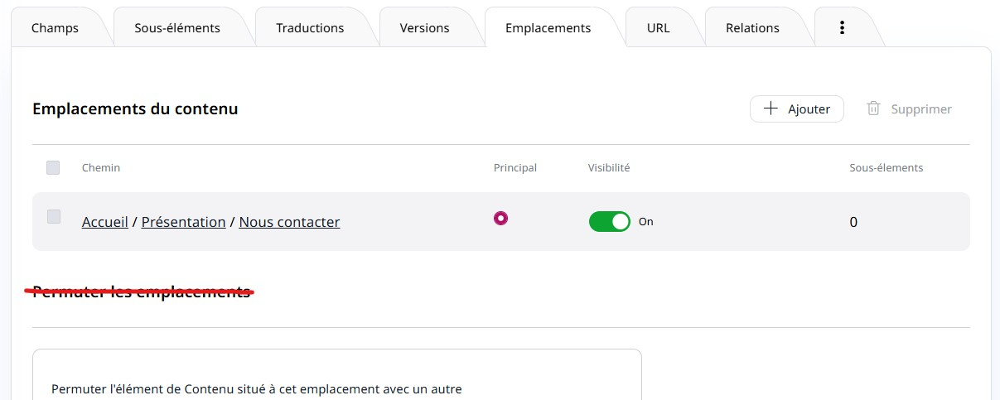 Champs Sous-éléments Traductions Versions Emplacements URL Relations
Emplacements du contenu Ajouter Supprimer
Chemin Principal Visibilité Sous-élements
Accueil / Présentation / Nous contacter On 0
Permuter les emplacements
Permuter l'élément de Contenu situé à cet emplacement avec un autre